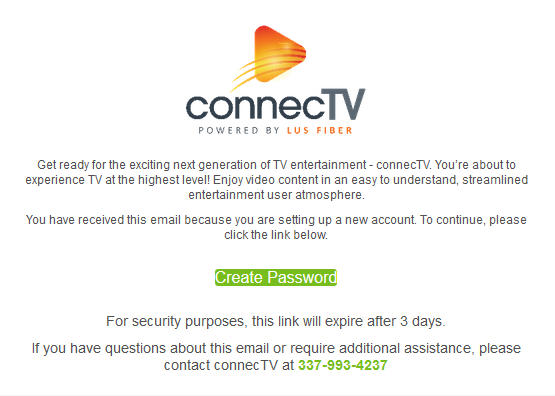 connecTV
POWERED BY LUS FIBER
Get ready for the exciting next generation of TV entertainment - connecTV. You're about to
experience TV at the highest level! Enjoy video content in an easy to understand, streamlined
entertainment user atmosphere.
You have received this email because you are setting up a new account. To continue, please
click the link below.
Create Password
For security purposes, this link will expire after 3 days.
If you have questions about this email or require additional assistance, please
contact connecTV at 337-993-4237